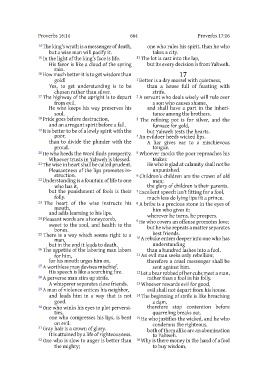 Proverbs 16:14
664
Proverbs 17:16
14 The king's wrath is a messenger of death,
but a wise man will pacify it.
15 In the light of the king's face is life.
His favor is like a cloud of the spring
rain.
16 How much better it is to get wisdom than
gold!
Yes, to get understanding is to be
chosen rather than silver.
17 The highway of the upright is to depart
from evil.
He who keeps his way preserves his
soul.
18 Pride goes before destruction,
and an arrogant spirit before a fall.
19 It is better to be of a lowly spirit with the
poor,
than to divide the plunder with the
proud.
20 He who heeds the Word finds prosperity.
Whoever trusts in Yahweh is blessed.
21 The wise in heart shall be called prudent.
Pleasantness of the lips promotes in-
struction.
22 Understanding is a fountain of life to one
who has it,
but the punishment of fools is their
folly.
23 The heart of the wise instructs his
mouth,
and adds learning to his lips.
24 Pleasant words are a honeycomb,
sweet to the soul, and health to the
bones.
25 There is a way which seems right to a
man,
but in the end it leads to death.
26 The appetite of the laboring man labors
for him,
for his mouth urges him on.
27 A worthless man devises mischief.
His speech is like a scorching fire.
28 A perverse man stirs up strife.
A whisperer separates close friends.
29 A man of violence entices his neighbor,
and leads him in a way that is not
good.
30 One who winks his eyes to plot perversi-
ties,
one who compresses his lips, is bent
on evil.
31 Gray hair is a crown of glory.
It is attained by a life of righteousness.
32 One who is slow to anger is better than
the mighty;
one who rules his spirit, than he who
takes a city.
33 The lot is cast into the lap,
but its every decision is from Yahweh.
17
1 Better is a dry morsel with quietness,
than a house full of feasting with
strife.
2 A servant who deals wisely will rule over
a son who causes shame,
and shall have a part in the inheri-
tance among the brothers.
3 The refining pot is for silver, and the
furnace for gold,
but Yahweh tests the hearts.
4 An evildoer heeds wicked lips.
A liar gives ear to a mischievous
tongue.
5 Whoever mocks the poor reproaches his
Maker.
He who is glad at calamity shall not be
unpunished.
6 Children's children are the crown of old
men;
the glory of children is their parents.
7 Excellent speech isn't fitting for a fool,
much less do lying lips fit a prince.
8 A bribe is a precious stone in the eyes of
him who gives it;
wherever he turns, he prospers.
9 He who covers an offense promotes love;
but he who repeats a matter separates
best friends.
10 A rebuke enters deeper into one who has
understanding
than a hundred lashes into a fool.
11 An evil man seeks only rebellion;
therefore a cruel messenger shall be
sent against him.
12 Let a bear robbed of her cubs meet a man,
rather than a fool in his folly.
13 Whoever rewards evil for good,
evil shall not depart from his house.
14 The beginning of strife is like breaching
a dam,
therefore stop contention before
quarreling breaks out.
15 He who justifies the wicked, and he who
condemns the righteous,
both of them alike are an abomination
to Yahweh.
16 Why is there money in the hand of a fool
to buy wisdom,